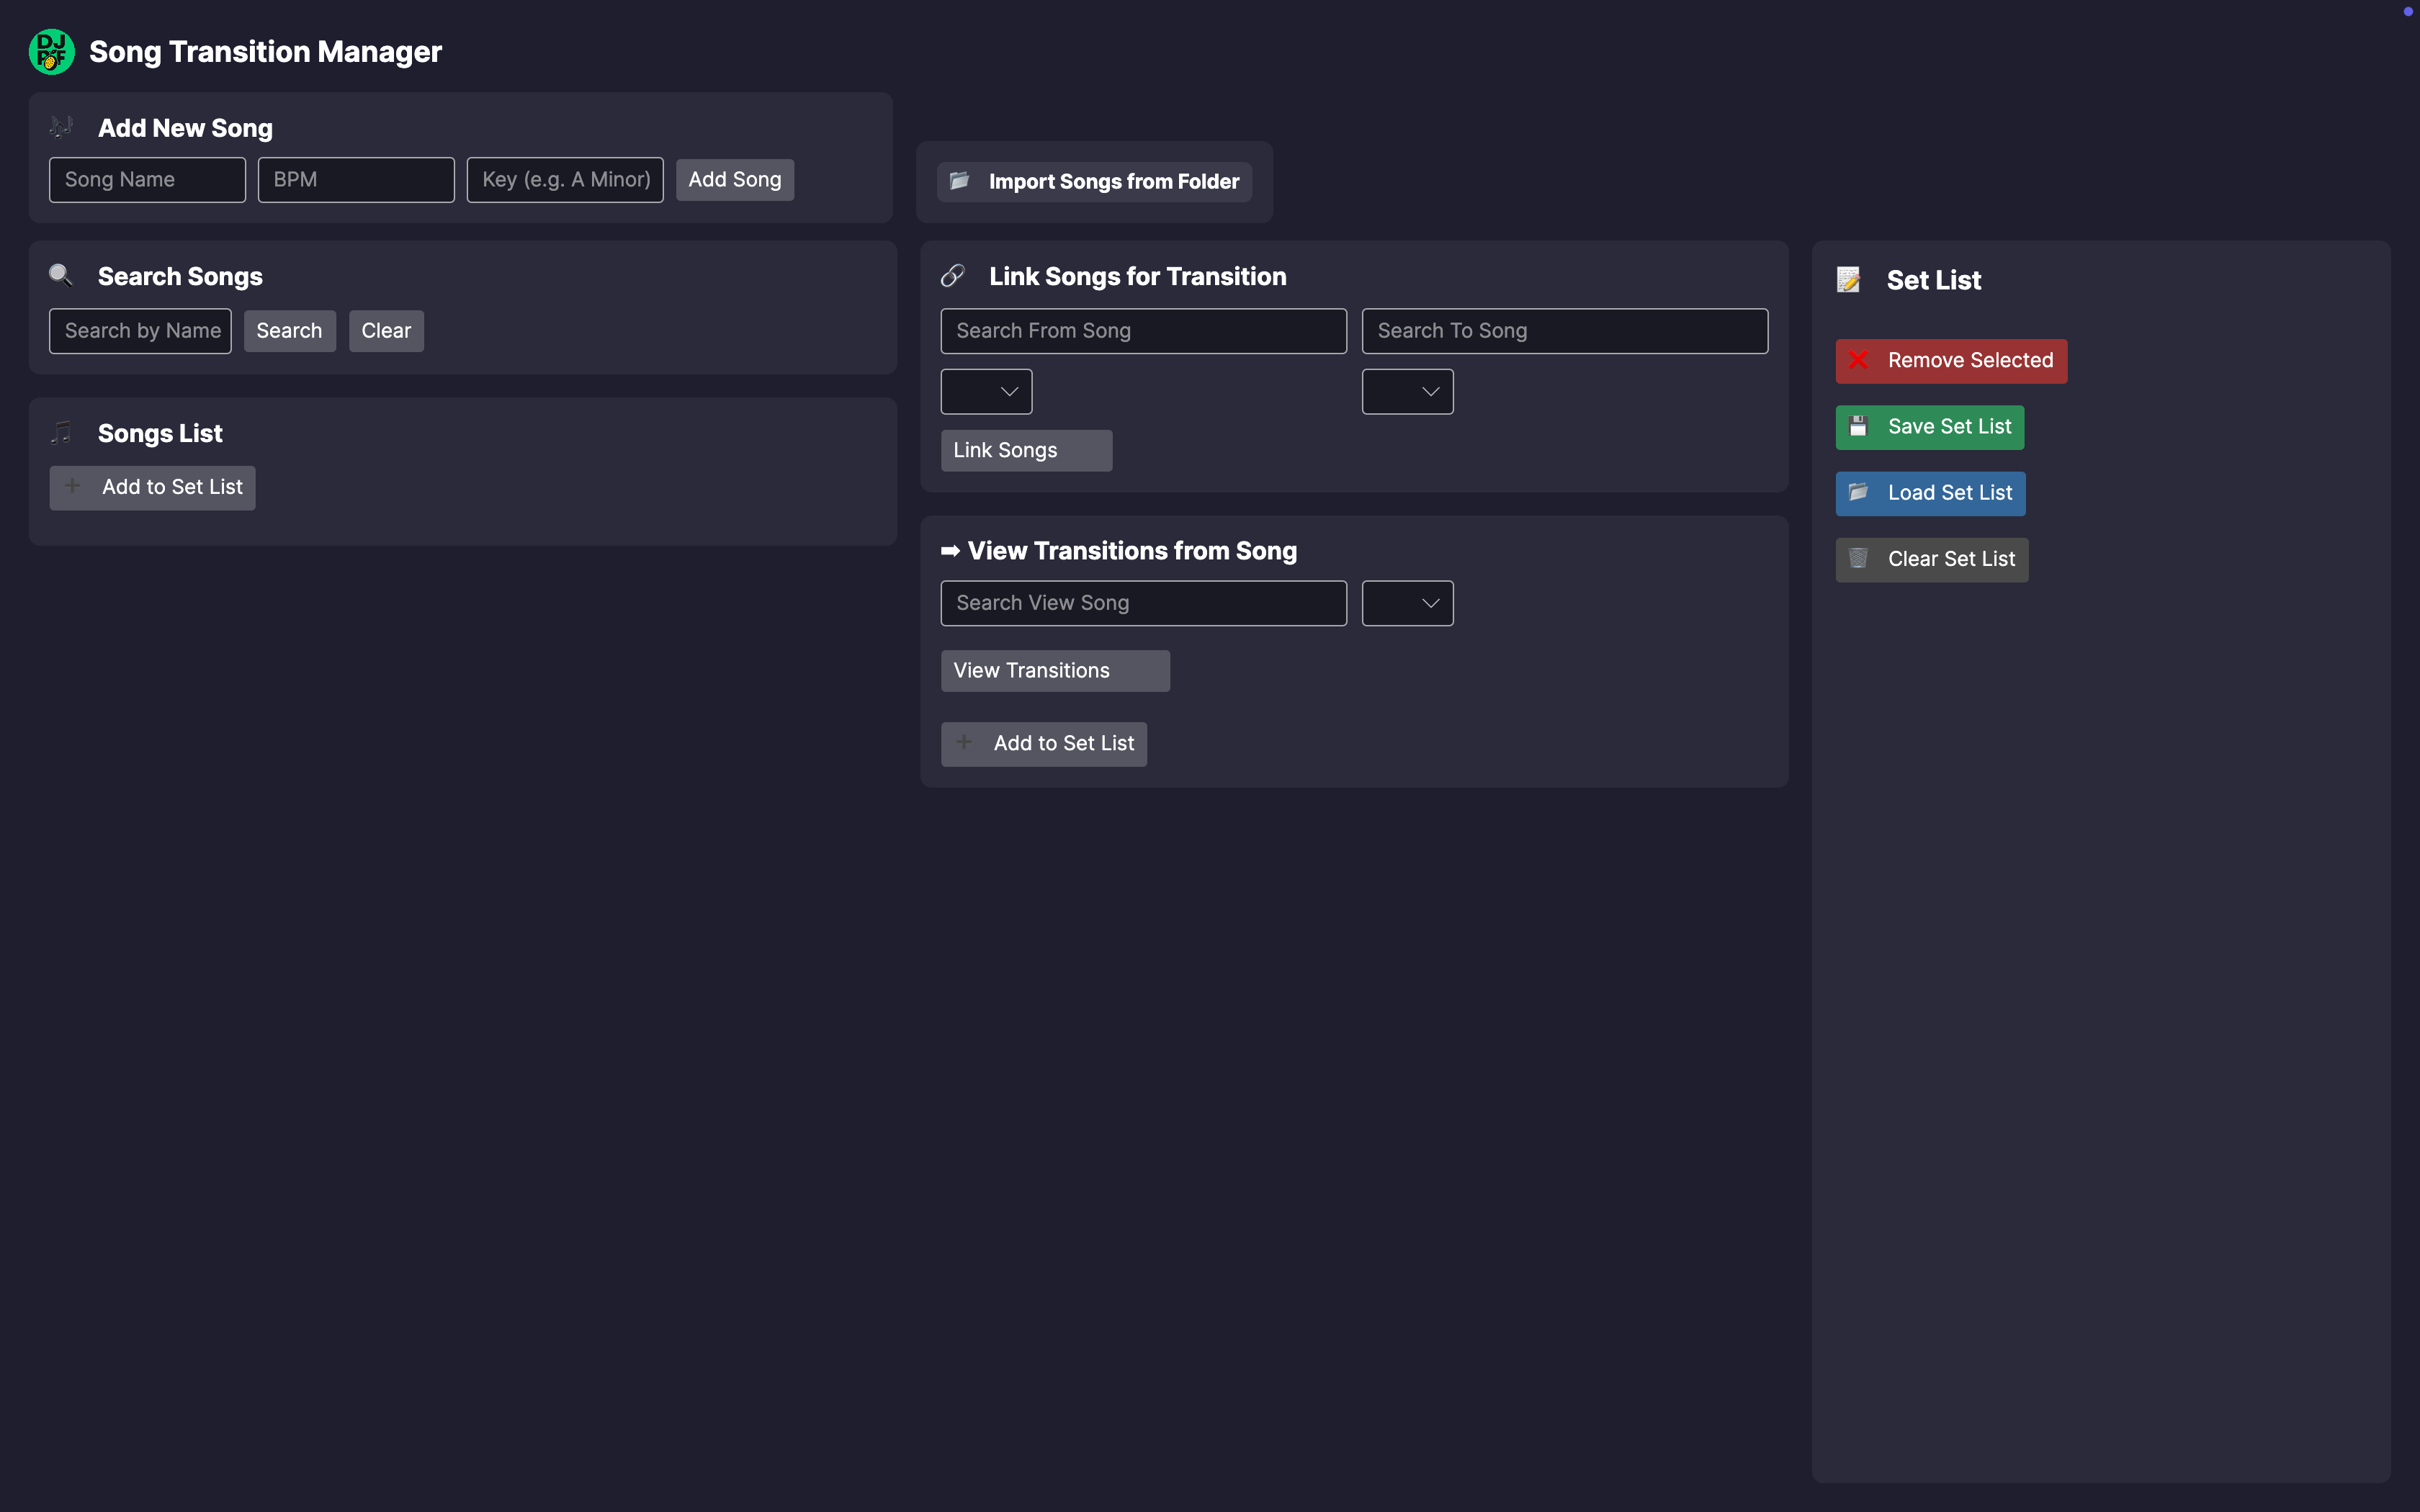 DJ
P F
Song Transition Manager
Add New Song
Song Name
BPM
Key (e.g. A Minor)
Add Song
Import Songs from Folder
Search Songs
Search by Name
Search
Clear
Songs List
Add to Set List
Link Songs for Transition
Search From Song
Search To Song
Link Songs
View Transitions from Song
Search View Song
View Transitions
Add to Set List
Set List
Remove Selected
Save Set List
Load Set List
Clear Set List